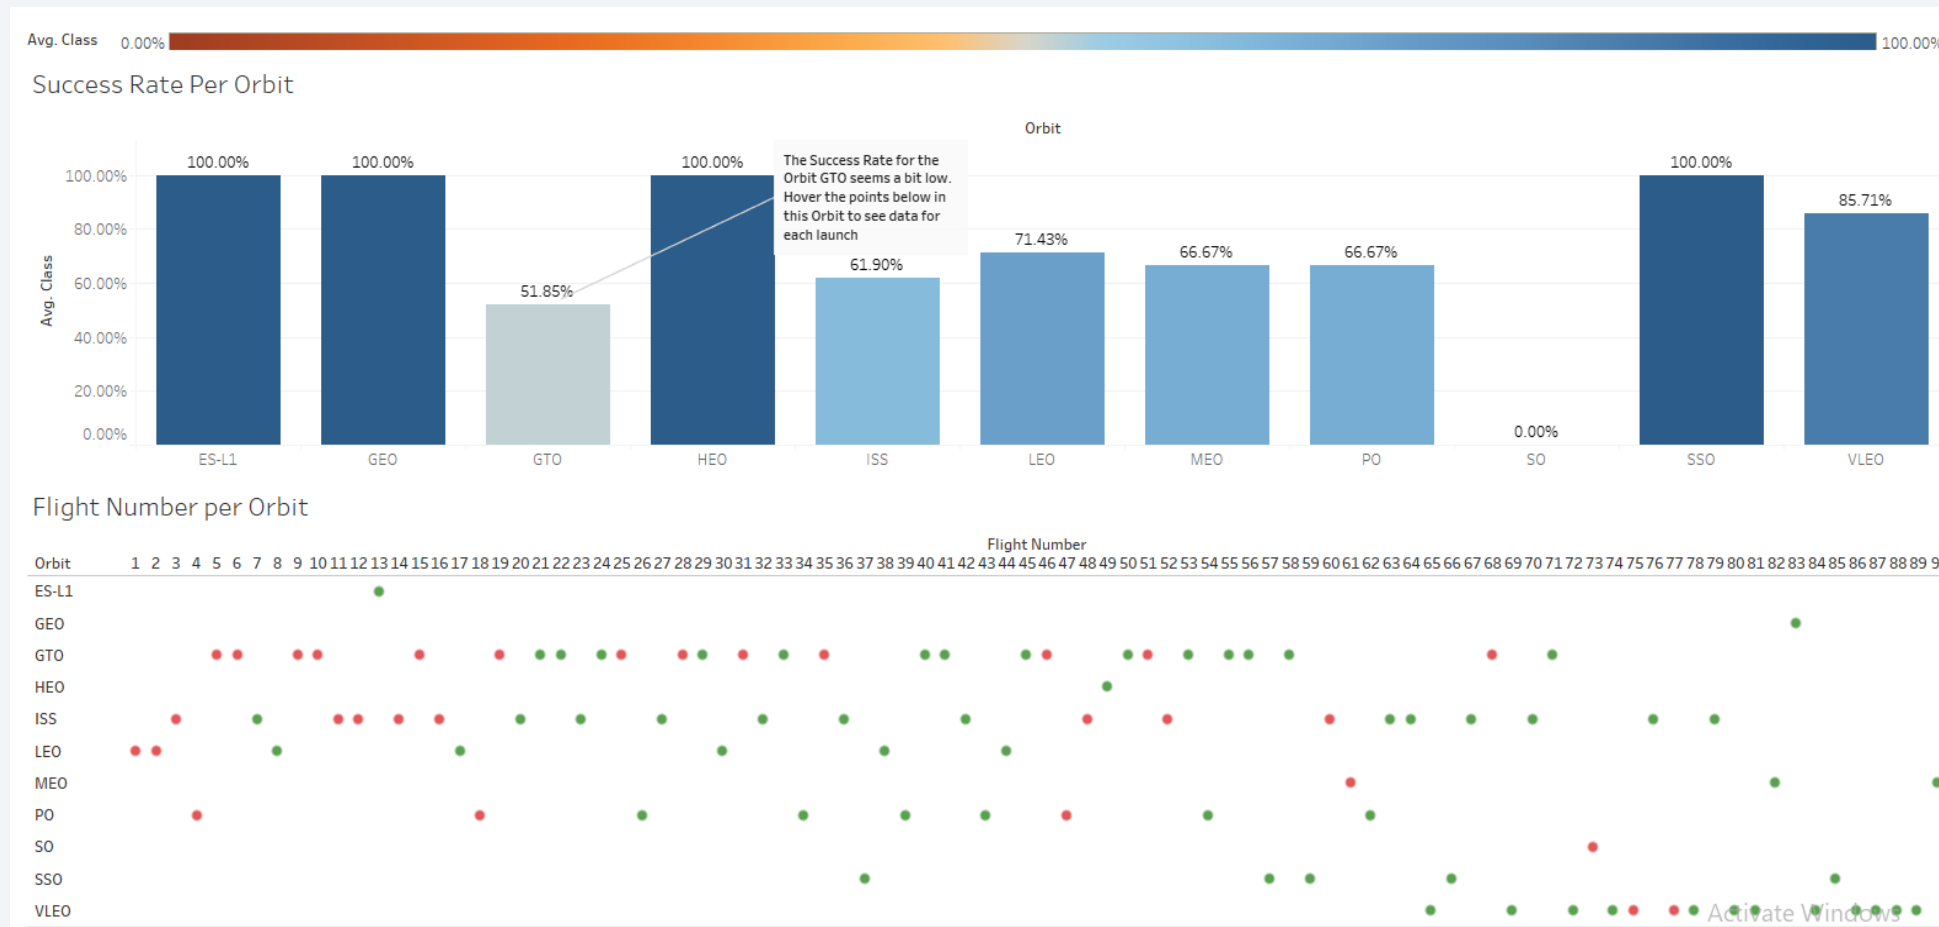 Avg. Class 0.00% 100.00%
Success Rate Per Orbit
Orbit
100.00% 100.00% 100.00% 100.00%
The Success Rate for the
Orbit GTO seems a bit low.
Hover the points below in
this Orbit to see data for
each launch
85.71%
71.43%
66.67% 66.67%
61.90%
51.85%
0.00%
Avg. Class
100.00%
80.00%
60.00%
40.00%
20.00%
0.00%
ES-L1 GEO GTO HEO ISS LEO MEO PO SO SSO VLEO
Flight Number per Orbit
Flight Number
Orbit 1 2 3 4 5 6 7 8 9 10 11 12 13 14 15 16 17 18 19 20 21 22 23 24 25 26 27 28 29 30 31 32 33 34 35 36 37 38 39 40 41 42 43 44 45 46 47 48 49 50 51 52 53 54 55 56 57 58 59 60 61 62 63 64 65 66 67 68 69 70 71 72 73 74 75 76 77 78 79 80 81 82 83 84 85 86 87 88 89
ES-L1
GEO
GTO
HEO
ISS
LEO
MEO
PO
SO
SSO
VLEO
Activate Windows